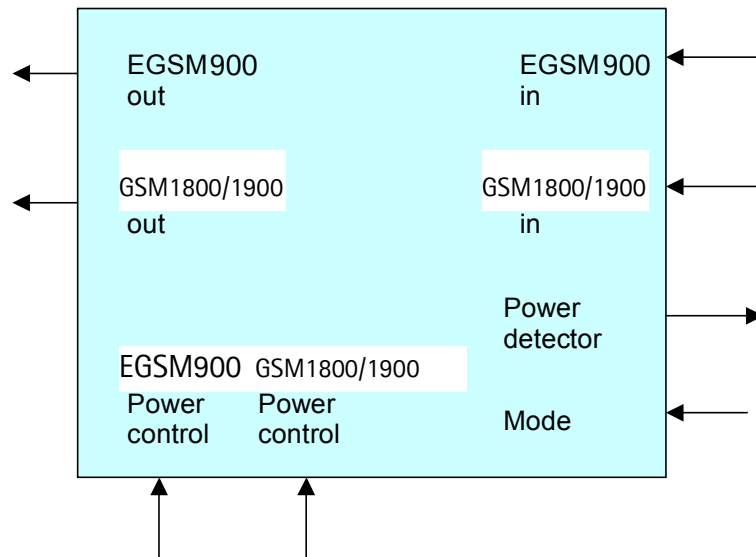 EGSM900
out
EGSM900
in
GSM1800/1900
out
GSM1800/1900
in
Power
detector
EGSM900 GSM1800/1900
Power
control
Power
control
Mode